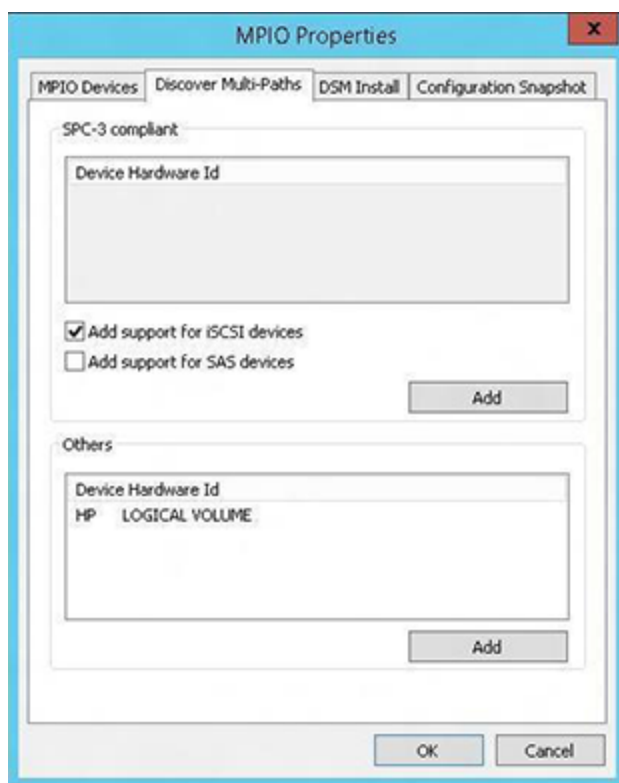 MPIO Properties
x
MPIO Devices Discover Multi-Paths DSM Install Configuration Snapshot
SPC-3 compliant
Device Hardware Id
Add support for iSCSI devices
Add support for SAS devices
Add
Others
Device Hardware Id
HP LOGICAL VOLUME
Add
OK Cancel